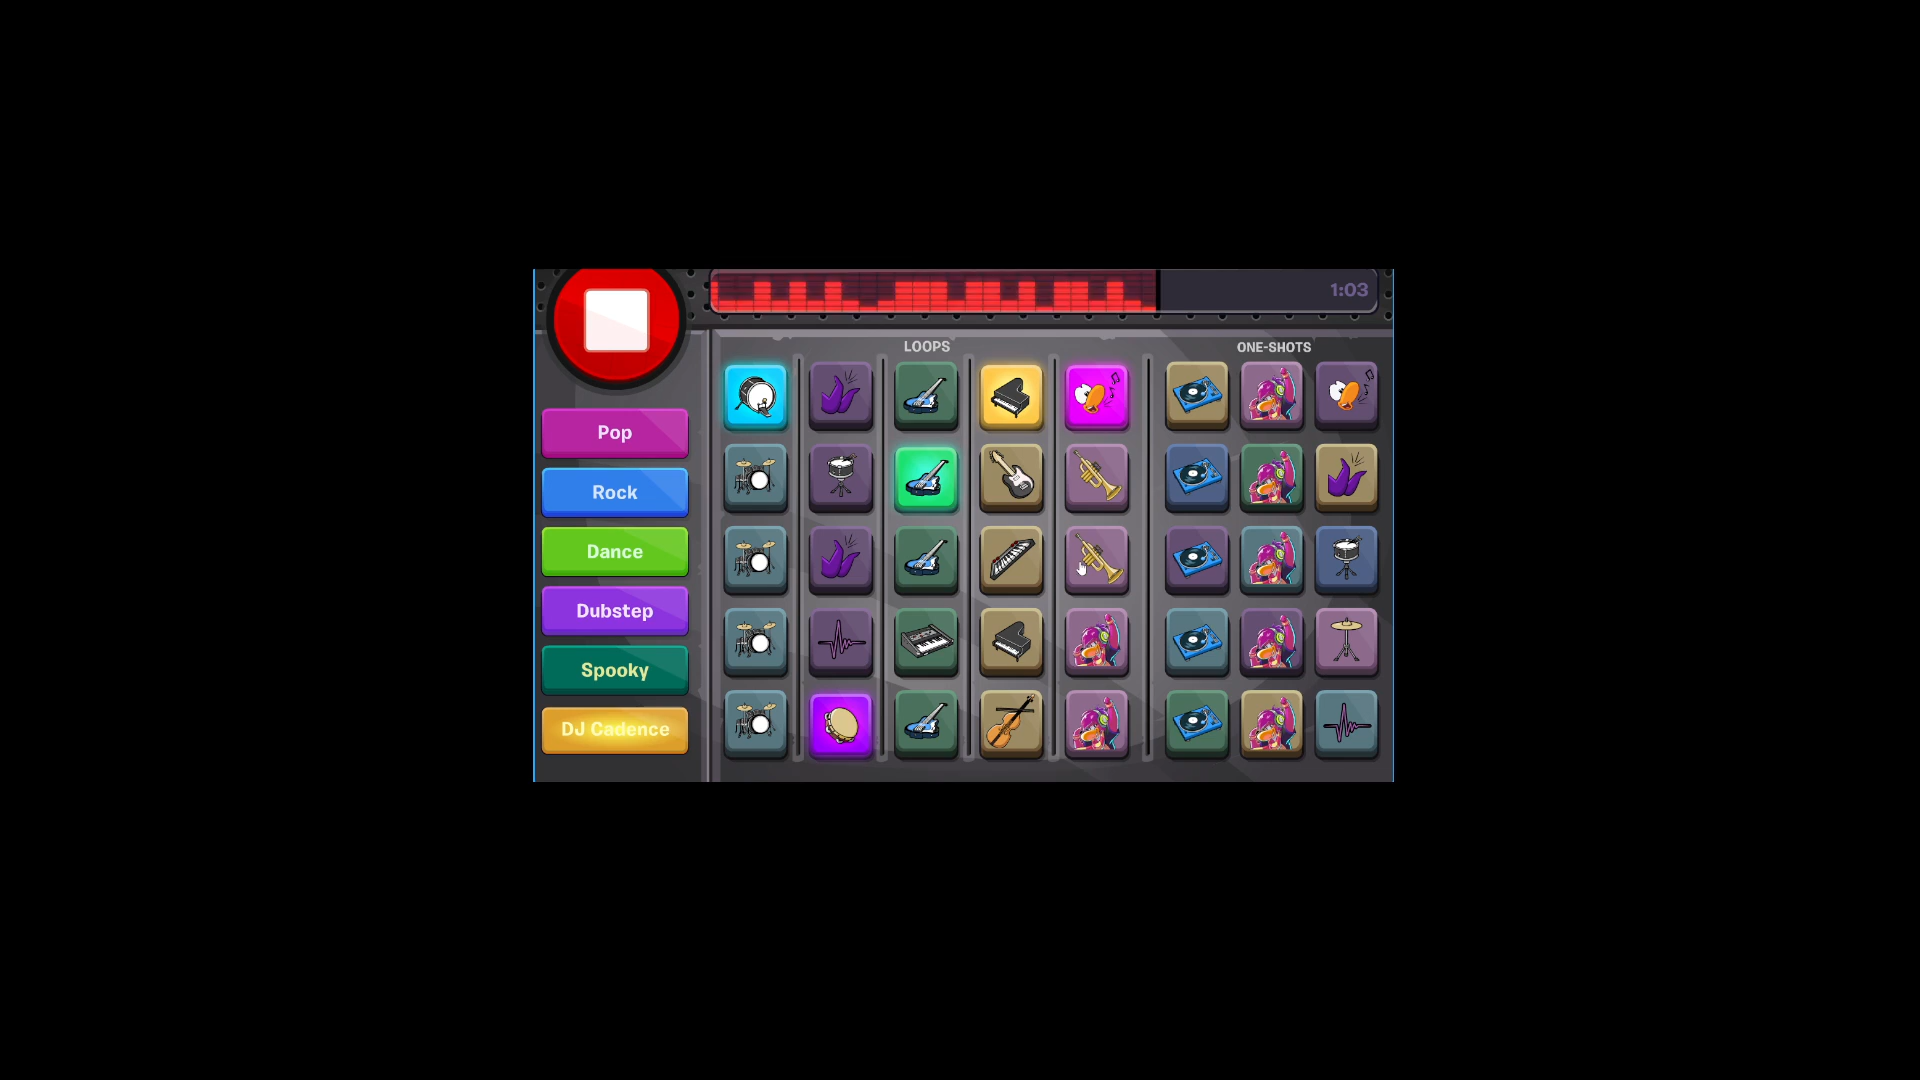 1:03
LOOPS
ONE-SHOTS
Pop
Rock
Dance
Dubstep
Spooky
DJ Cadence